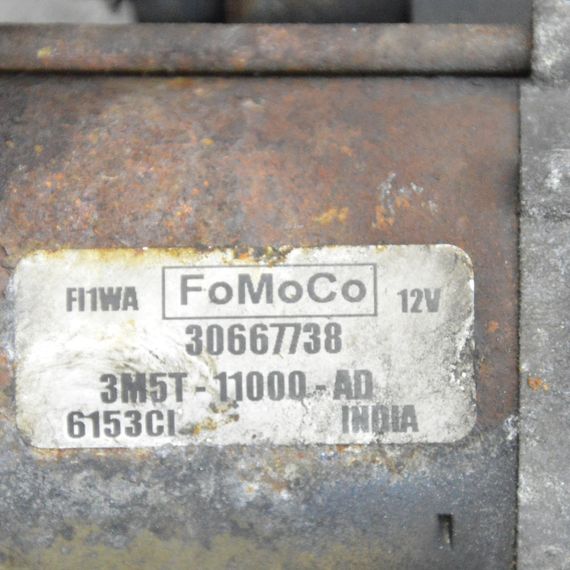 FI1WA FoMoCo 12V
30667738
3M5T-11000-AD
6153CI INDIA